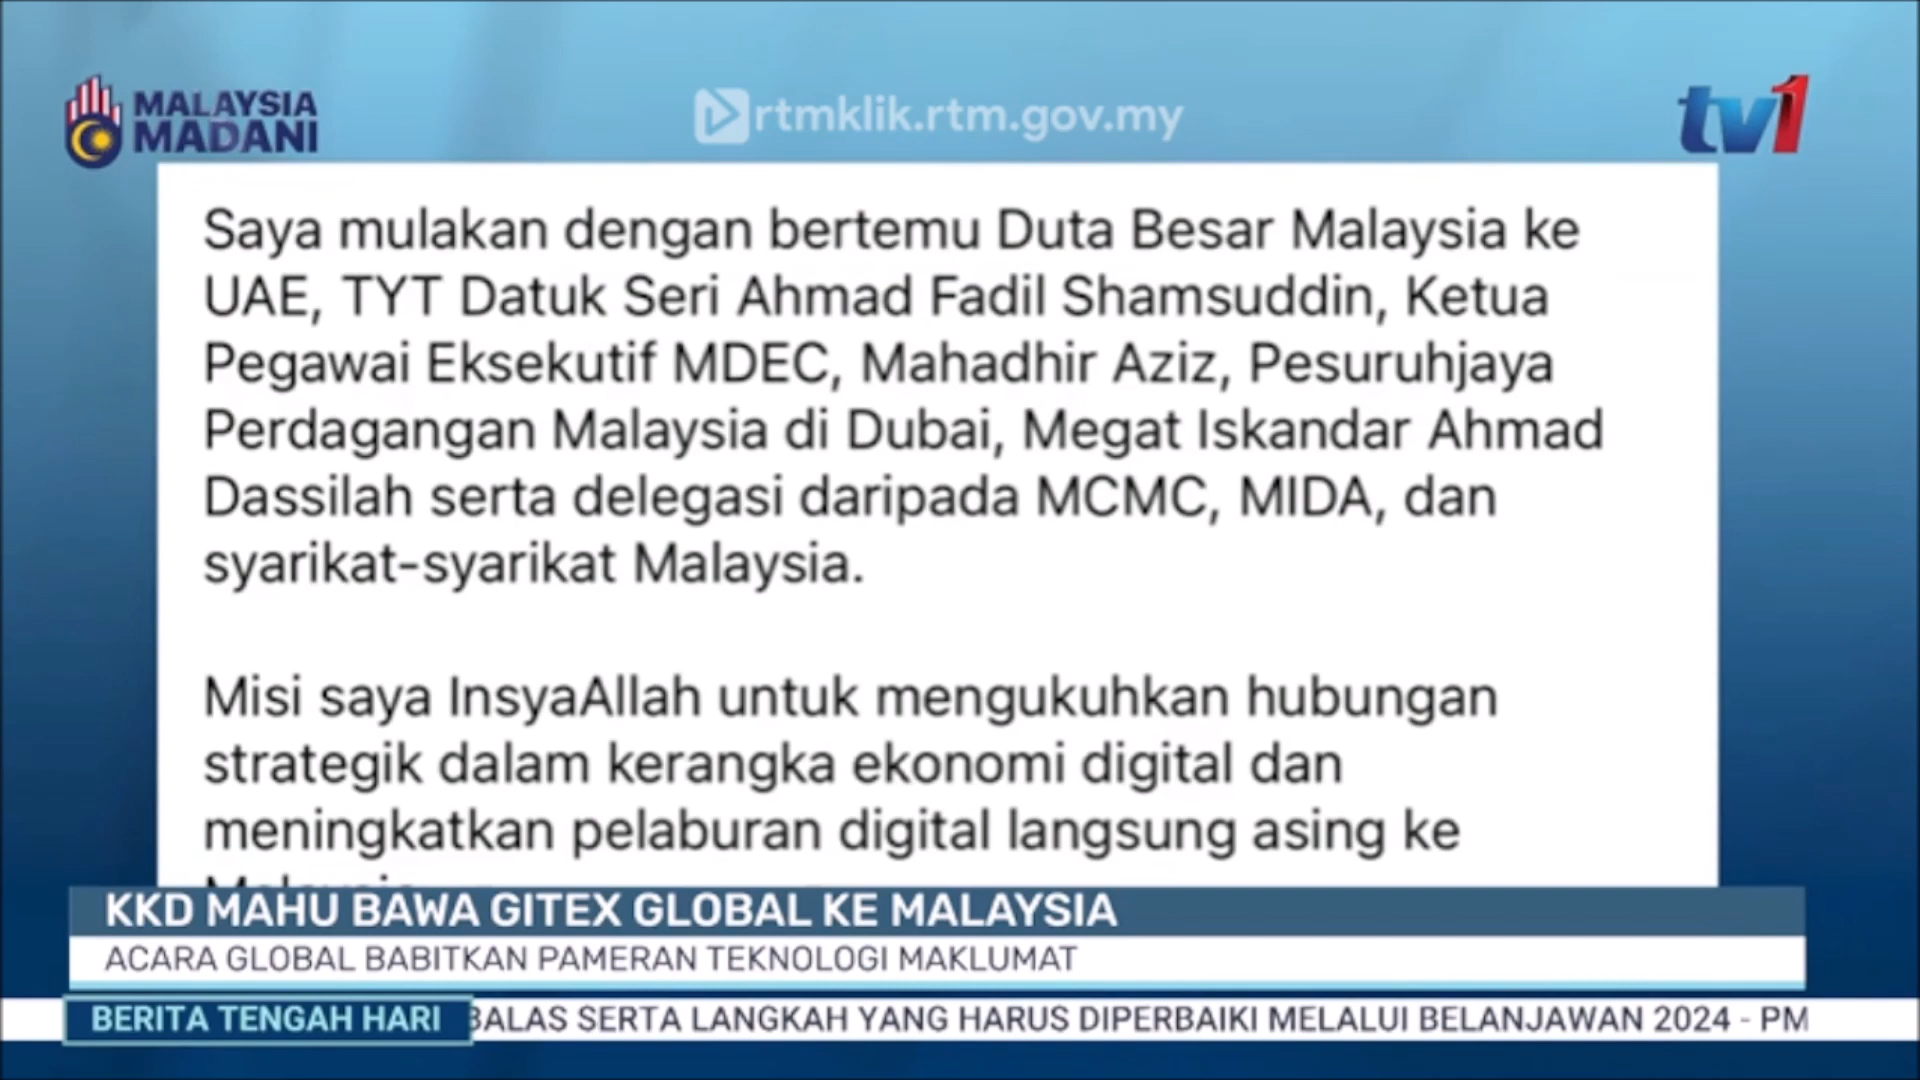 MALAYSIA
MADANI
rtmklik.rtm.gov.my
tv1
Saya mulakan dengan bertemu Duta Besar Malaysia ke
UAE, TYT Datuk Seri Ahmad Fadil Shamsuddin, Ketua
Pegawai Eksekutif MDEC, Mahadhir Aziz, Pesuruhjaya
Perdagangan Malaysia di Dubai, Megat Iskandar Ahmad
Dassilah serta delegasi daripada MCMC, MIDA, dan
syarikat-syarikat Malaysia.
Misi saya InsyaAllah untuk mengukuhkan hubungan
strategik dalam kerangka ekonomi digital dan
meningkatkan pelaburan digital langsung asing ke
KKD MAHU BAWA GITEX GLOBAL KE MALAYSIA
ACARA GLOBAL BABITKAN PAMERAN TEKNOLOGI MAKLUMAT
BERITA TENGAH HARI
BALAS SERTA LANGKAH YANG HARUS DIPERBAIKI MELALUI BELANJAWAN 2024 - PM